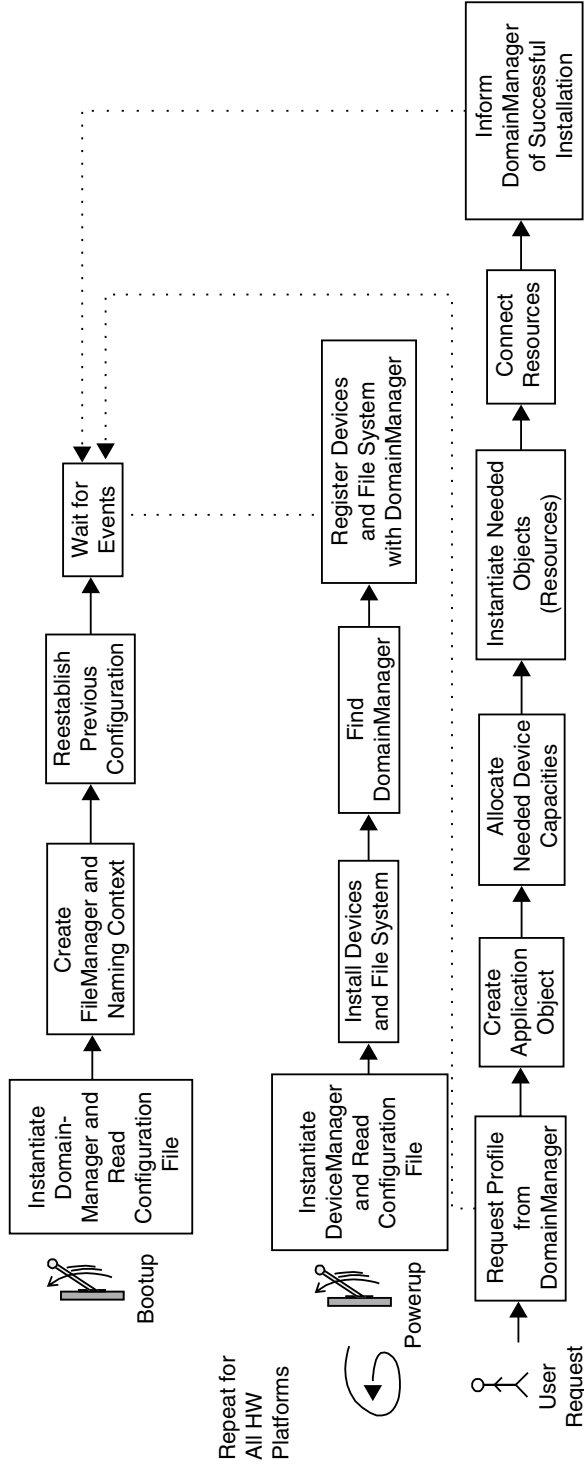 Bootup
Instantiate
Domain-
Manager and
Read
Configuration
File
Create
FileManager and
Naming Context
Reestablish
Previous
Configuration
Wait for
Events
Repeat for
All HW
Platforms
Powerup
Instantiate
DeviceManager
and Read
Configuration
File
Install Devices
and File System
Find
DomainManager
Register Devices
and File System
with DomainManager
User
Request
Request Profile
from
DomainManager
Create
Application
Object
Allocate
Needed Device
Capacities
Instantiate Needed
Objects
(Resources)
Connect
Resources
Inform
DomainManager
of Successful
Installation